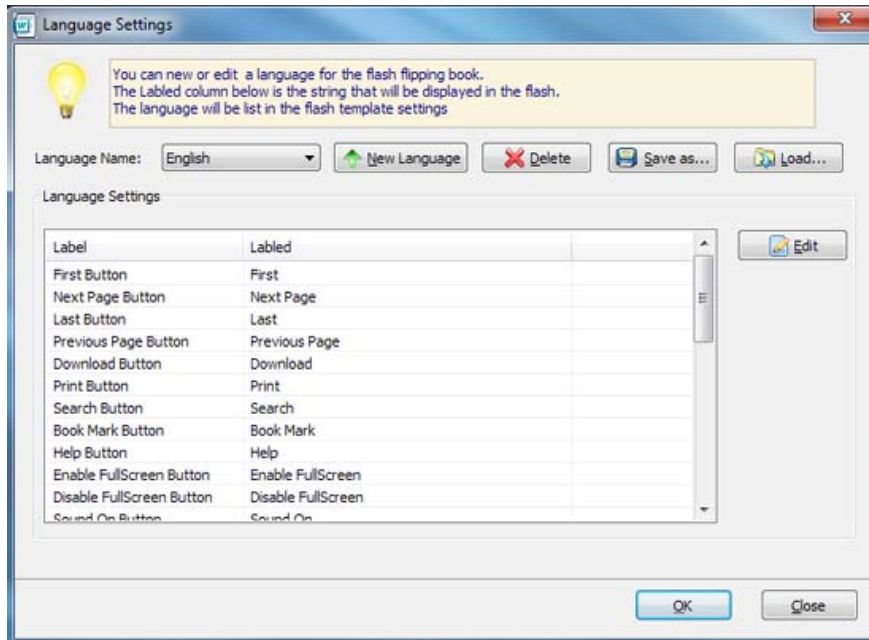 Language Settings
You can new or edit a language for the flash flipping book.
The Labled column below is the string that will be displayed in the flash.
The language will be list in the flash template settings
Language Name: English New Language Delete Save as... Load...
Language Settings
Label Labled
Edit
First Button First
Next Page Button Next Page
Last Button Last
Previous Page Button Previous Page
Download Button Download
Print Button Print
Search Button Search
Book Mark Button Book Mark
Help Button Help
Enable FullScreen Button Enable FullScreen
Disable FullScreen Button Disable FullScreen
Sound On Button Sound On
OK Close